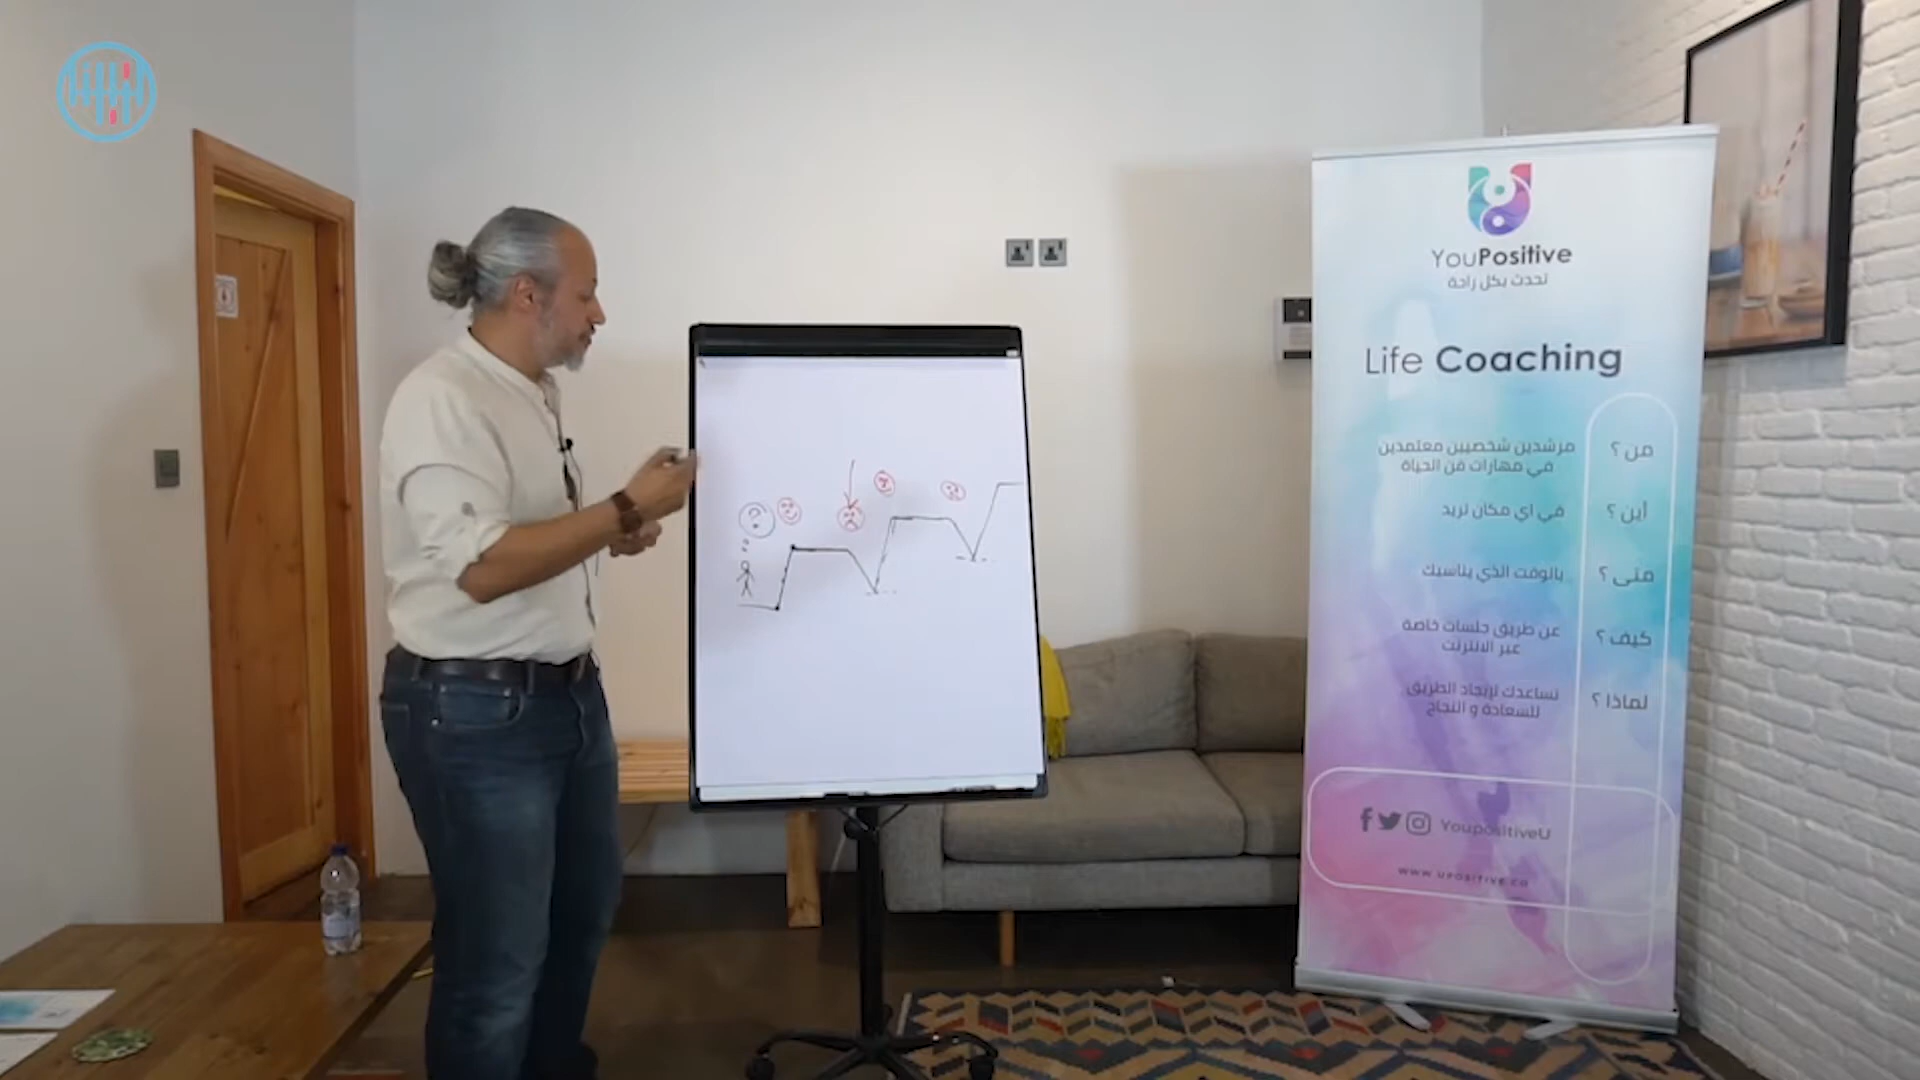 YouPositive
تحدث بكل راحة
Life Coaching
من ؟
مرشدين شخصيين معتمدين
في مهارات فن الحياة
أين ؟
في اي مكان تريد
متى ؟
بالوقت الذي يناسبك
كيف ؟
عن طريق جلسات خاصة
عبر الانترنت
لماذا ؟
نساعدك لإيجاد الطريق
للسعادة و النجاح
YoupositiveU
www.upositive.co